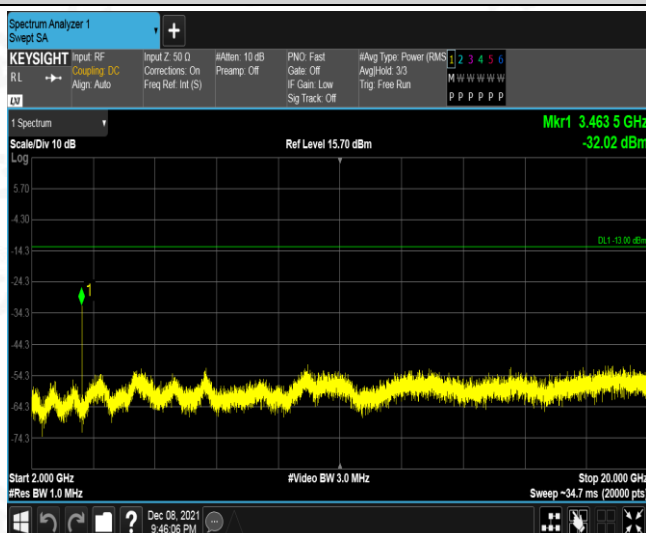 Spectrum Analyzer 1
Swept SA
+
KEYSIGHT Input: RF Input Z: 50 Ω #Atten: 10 dB PNO: Fast #Avg Type: Power (RMS 1 2 3 4 5 6
RL Coupling: DC Corrections: On Preamp: Off Gate: Off Avg|Hold: 3/3 M W W W W W
Align: Auto Freq Ref: Int (S) IF Gain: Low Trig: Free Run
Sig Track: Off P P P P P P
LXI
1 Spectrum Mkr1 3.463 5 GHz
Scale/Div 10 dB Ref Level 15.70 dBm -32.02 dBm
Log
5.70
-4.30
DL1 -13.00 dBm
-14.3
-24.3
1
-34.3
-44.3
-54.3
-64.3
-74.3
Start 2.000 GHz #Video BW 3.0 MHz Stop 20.000 GHz
#Res BW 1.0 MHz Sweep ~34.7 ms (20000 pts)
? Dec 08, 2021
9:46:06 PM